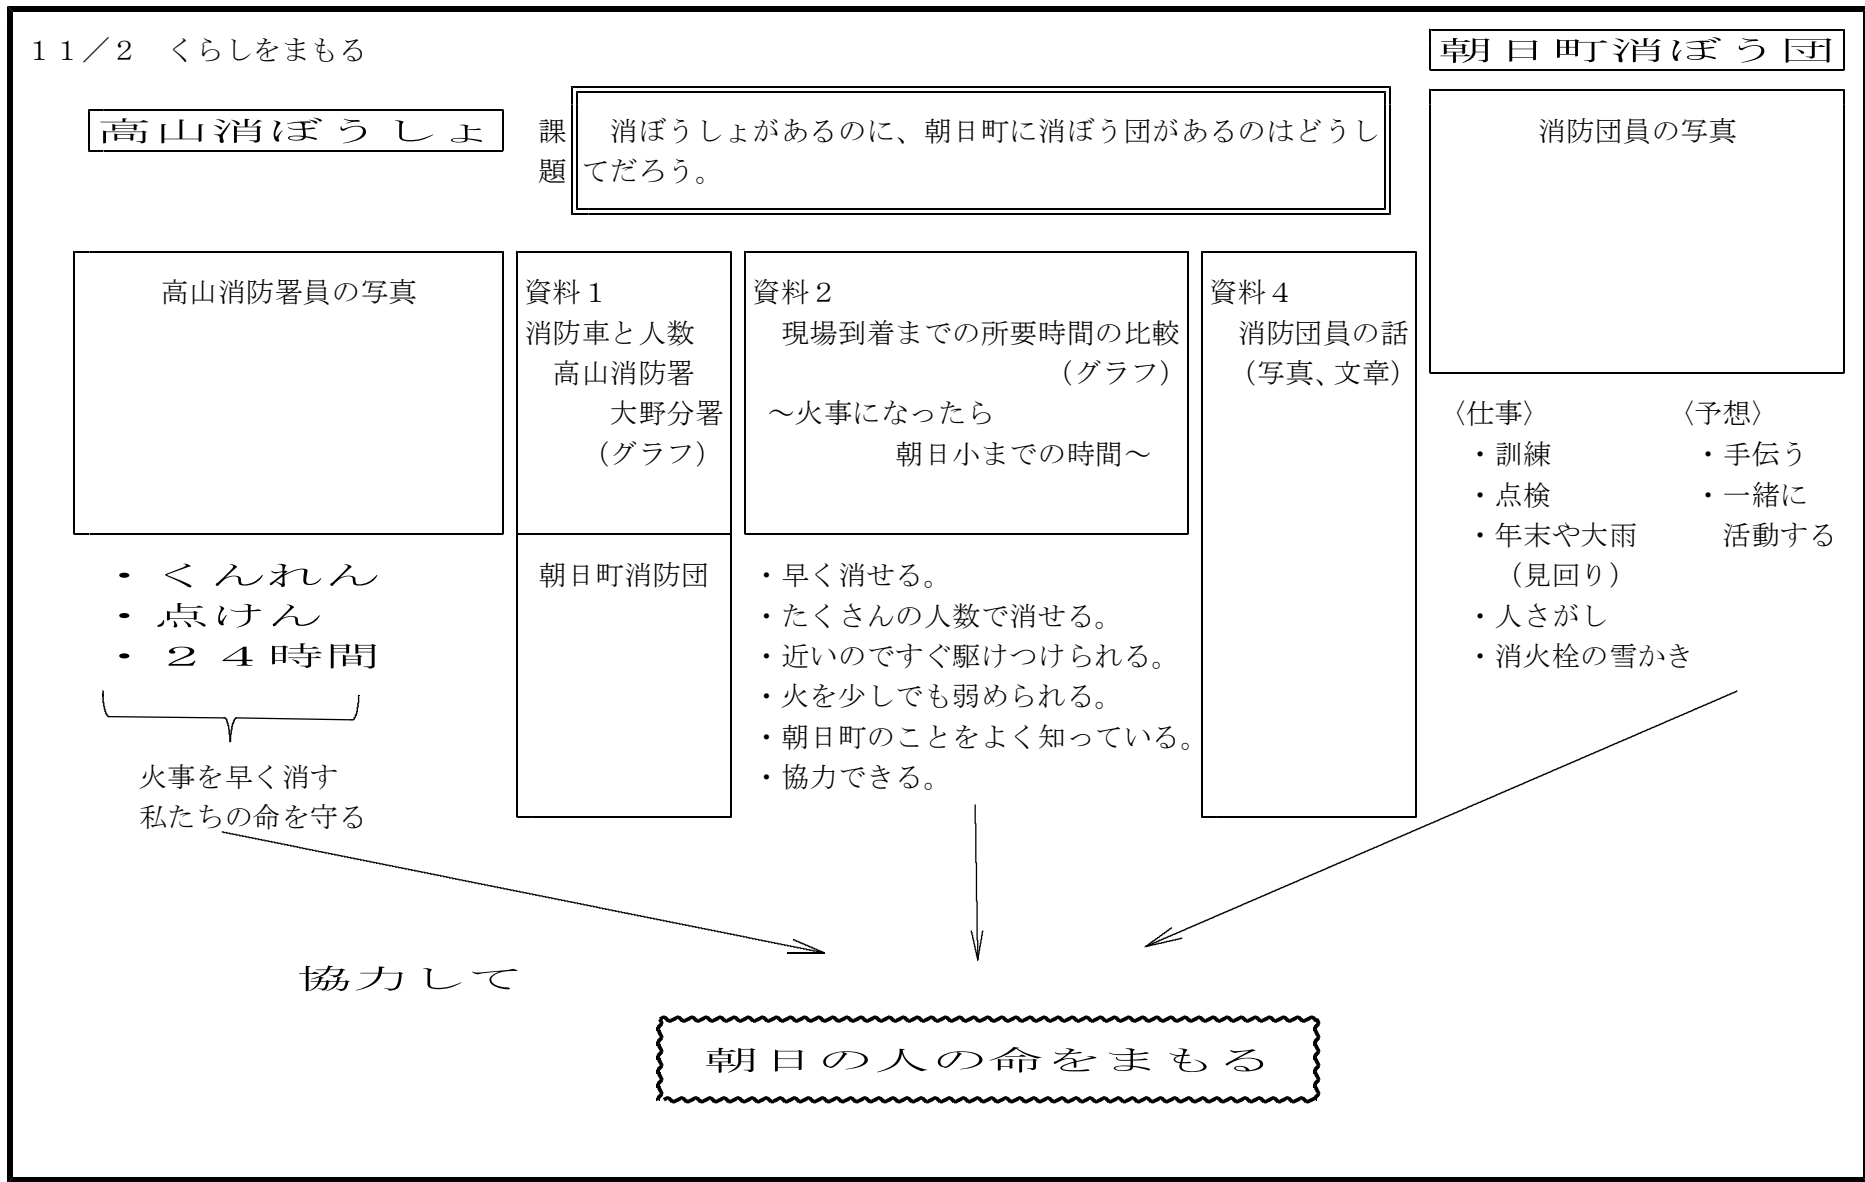 １１／２　くらしをまもる
高山消ぼうしょ
課題
　消ぼうしょがあるのに、朝日町に消ぼう団があるのはどうし
てだろう。
朝日町消ぼう団
消防団員の写真
高山消防署員の写真
・くんれん
・点けん
・２４時間
火事を早く消す
私たちの命を守る
資料１
消防車と人数
高山消防署
大野分署
（グラフ）
朝日町消防団
資料２
現場到着までの所要時間の比較
（グラフ）
～火事になったら
朝日小までの時間～
・早く消せる。
・たくさんの人数で消せる。
・近いのですぐ駆けつけられる。
・火を少しでも弱められる。
・朝日町のことをよく知っている。
・協力できる。
資料４
消防団員の話
（写真、文章）
〈仕事〉
・訓練
・点検
・年末や大雨
（見回り）
・人さがし
・消火栓の雪かき
〈予想〉
・手伝う
・一緒に
活動する
協力して
朝日の人の命をまもる